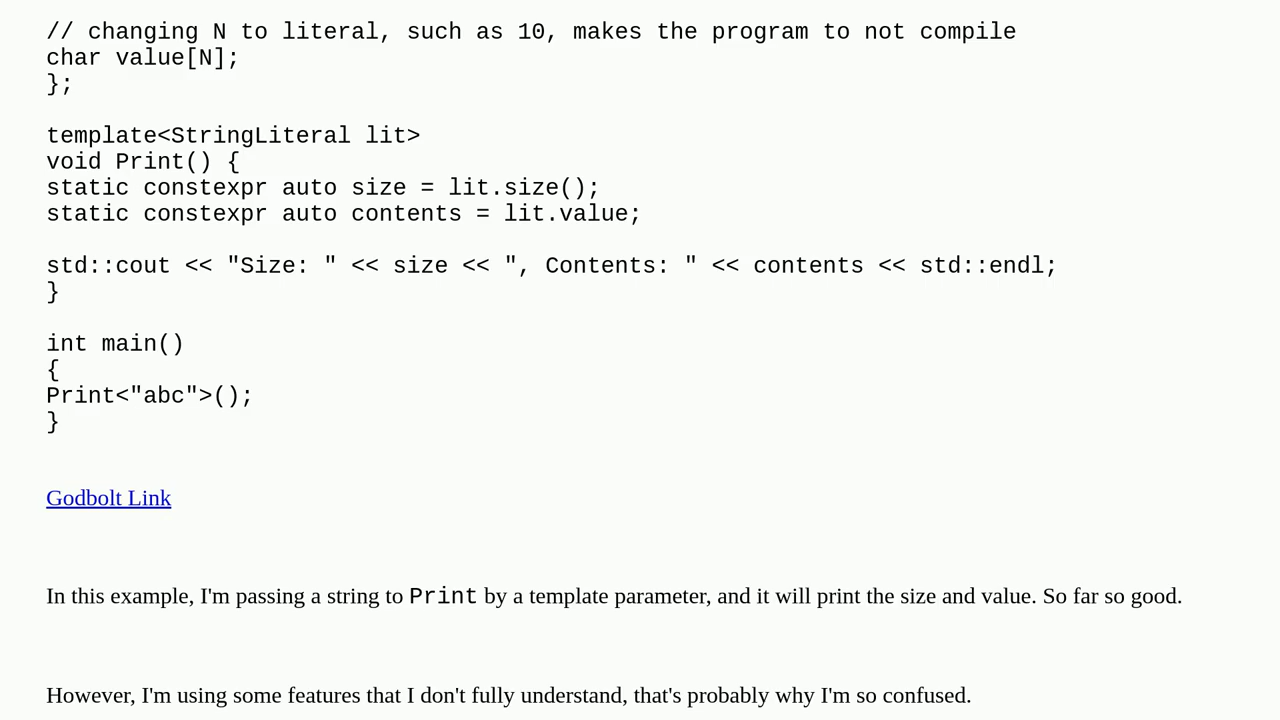 // changing N to literal, such as 10, makes the program to not compile
char value[N];
};
template<StringLiteral lit>
void Print() {
static constexpr auto size = lit.size();
static constexpr auto contents = lit.value;
std::cout << "Size: " << size << ", Contents: " << contents << std::endl;
}
int main()
{
Print<"abc">();
}
Godbolt Link
In this example, I'm passing a string to Print by a template parameter, and it will print the size and value. So far so good.
However, I'm using some features that I don't fully understand, that's probably why I'm so confused.